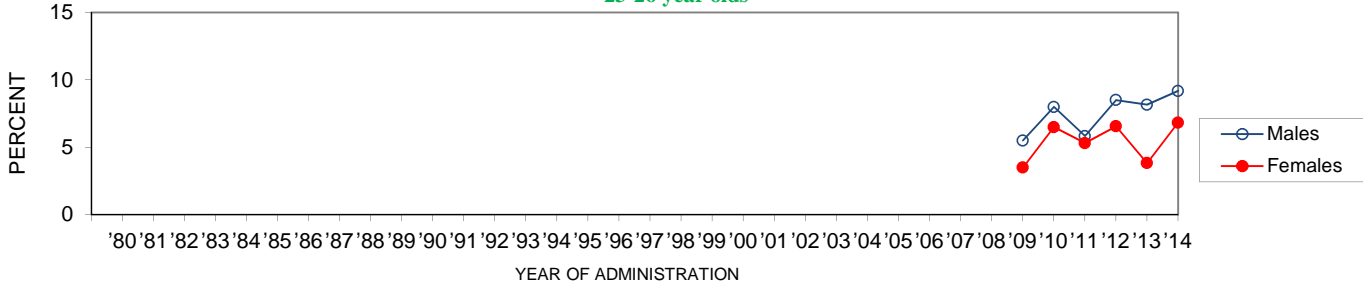 15
10
5
0
PERCENT
'80 '81 '82 '83 '84 '85 '86 '87 '88 '89 '90 '91 '92 '93 '94 '95 '96 '97 '98 '99 '00 '01 '02 '03 '04 '05 '06 '07 '08 '09 '10 '11 '12 '13 '14
YEAR OF ADMINISTRATION
Males
Females